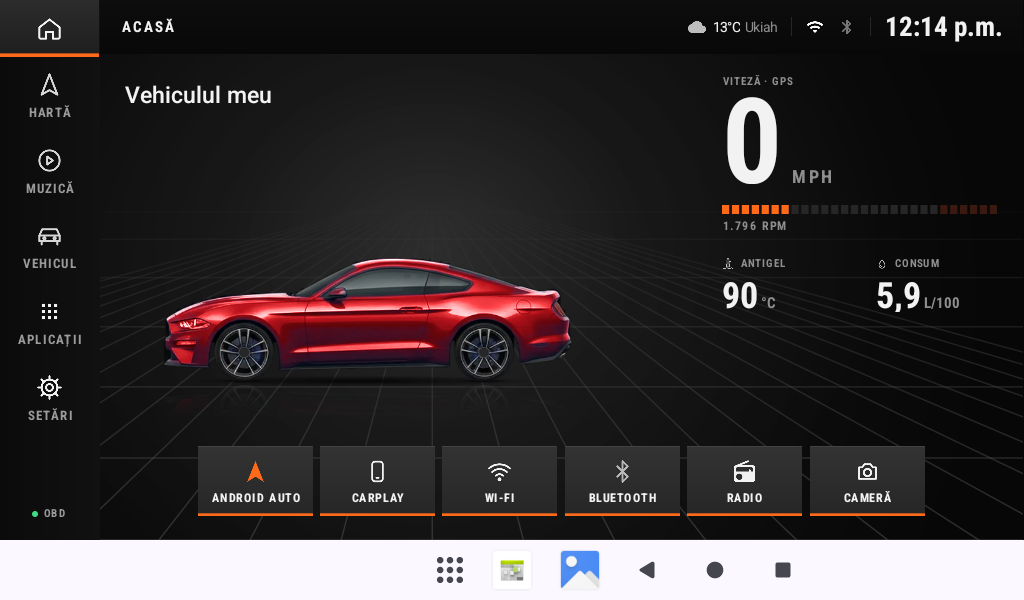 ACASĂ
13°C Ukiah
12:14 p.m.
HARTĂ
MUZICĂ
VEHICUL
APLICAȚII
SETĂRI
OBD
Vehiculul meu
VITEZĂ · GPS
0 MPH
1.796 RPM
ANTIGEL
90 °C
CONSUM
5,9 L/100
ANDROID AUTO
CARPLAY
WI-FI
BLUETOOTH
RADIO
CAMERĂ